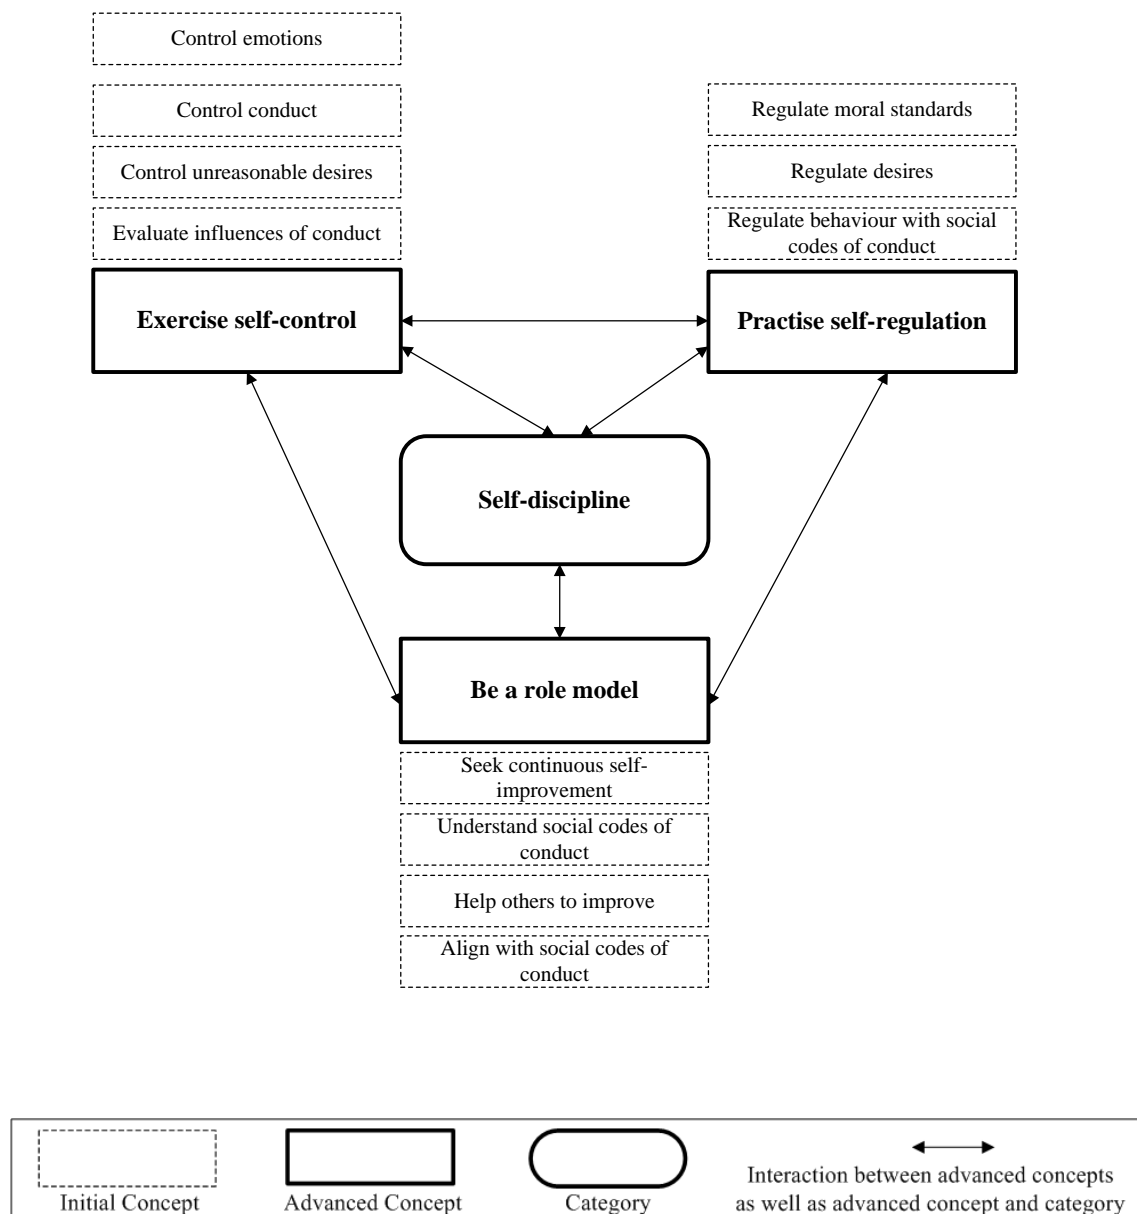 Control emotions
Control conduct
Control unreasonable desires
Evaluate influences of conduct
Exercise self-control
Regulate moral standards
Regulate desires
Regulate behaviour with social
codes of conduct
Practise self-regulation
Self-discipline
Be a role model
Seek continuous self-
improvement
Understand social codes of
conduct
Help others to improve
Align with social codes of
conduct
Initial Concept
Advanced Concept
Category
Interaction between advanced concepts
as well as advanced concept and category